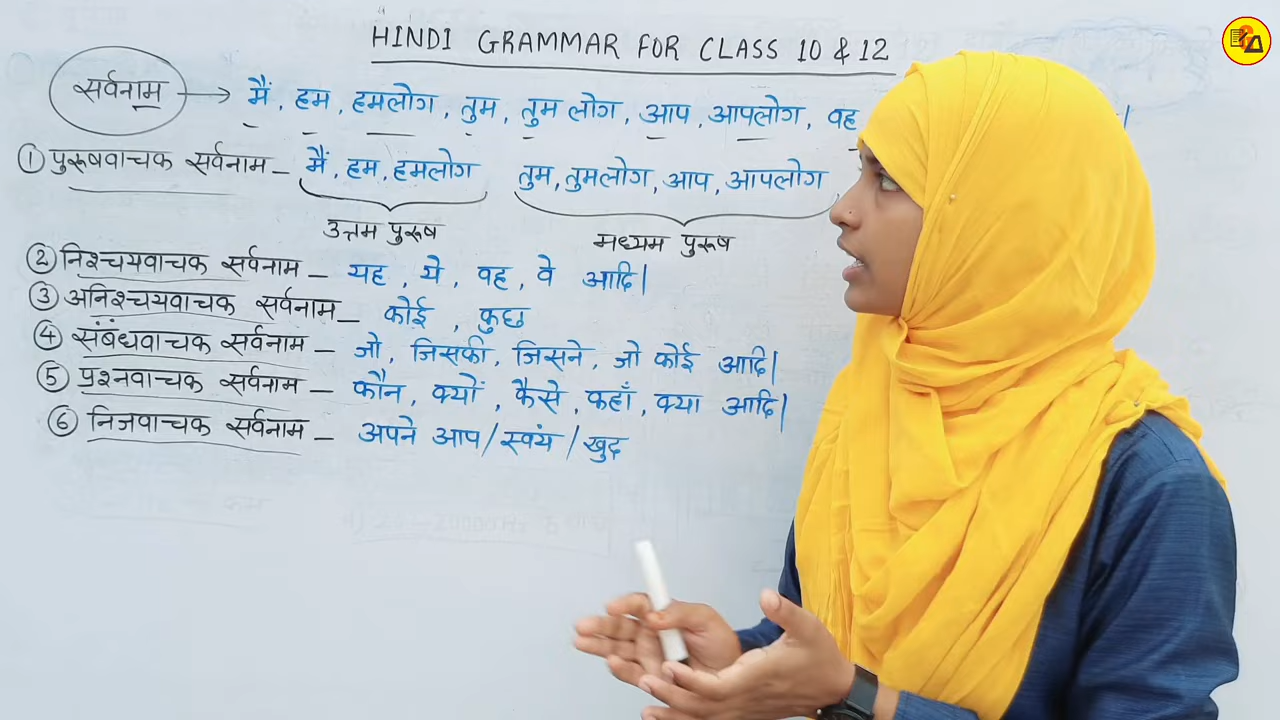 HINDI GRAMMAR FOR CLASS 10 & 12
सर्वनाम → मैं, हम, हमलोग, तुम, तुम लोग, आप, आपलोग, वह
① पुरूषवाचक सर्वनाम - मैं, हम, हमलोग तुम, तुमलोग, आप, आपलोग
उत्तम पुरूष मध्यम पुरूष
② निश्चयवाचक सर्वनाम - यह, ये, वह, वे आदि|
③ अनिश्चयवाचक सर्वनाम - कोई, कुछ
④ संबंधवाचक सर्वनाम - जो, जिसकी, जिसने, जो कोई आदि|
⑤ प्रश्नवाचक सर्वनाम - कौन, क्यों, कैसे, कहाँ, क्या आदि|
⑥ निजवाचक सर्वनाम - अपने आप/स्वंय/खुद